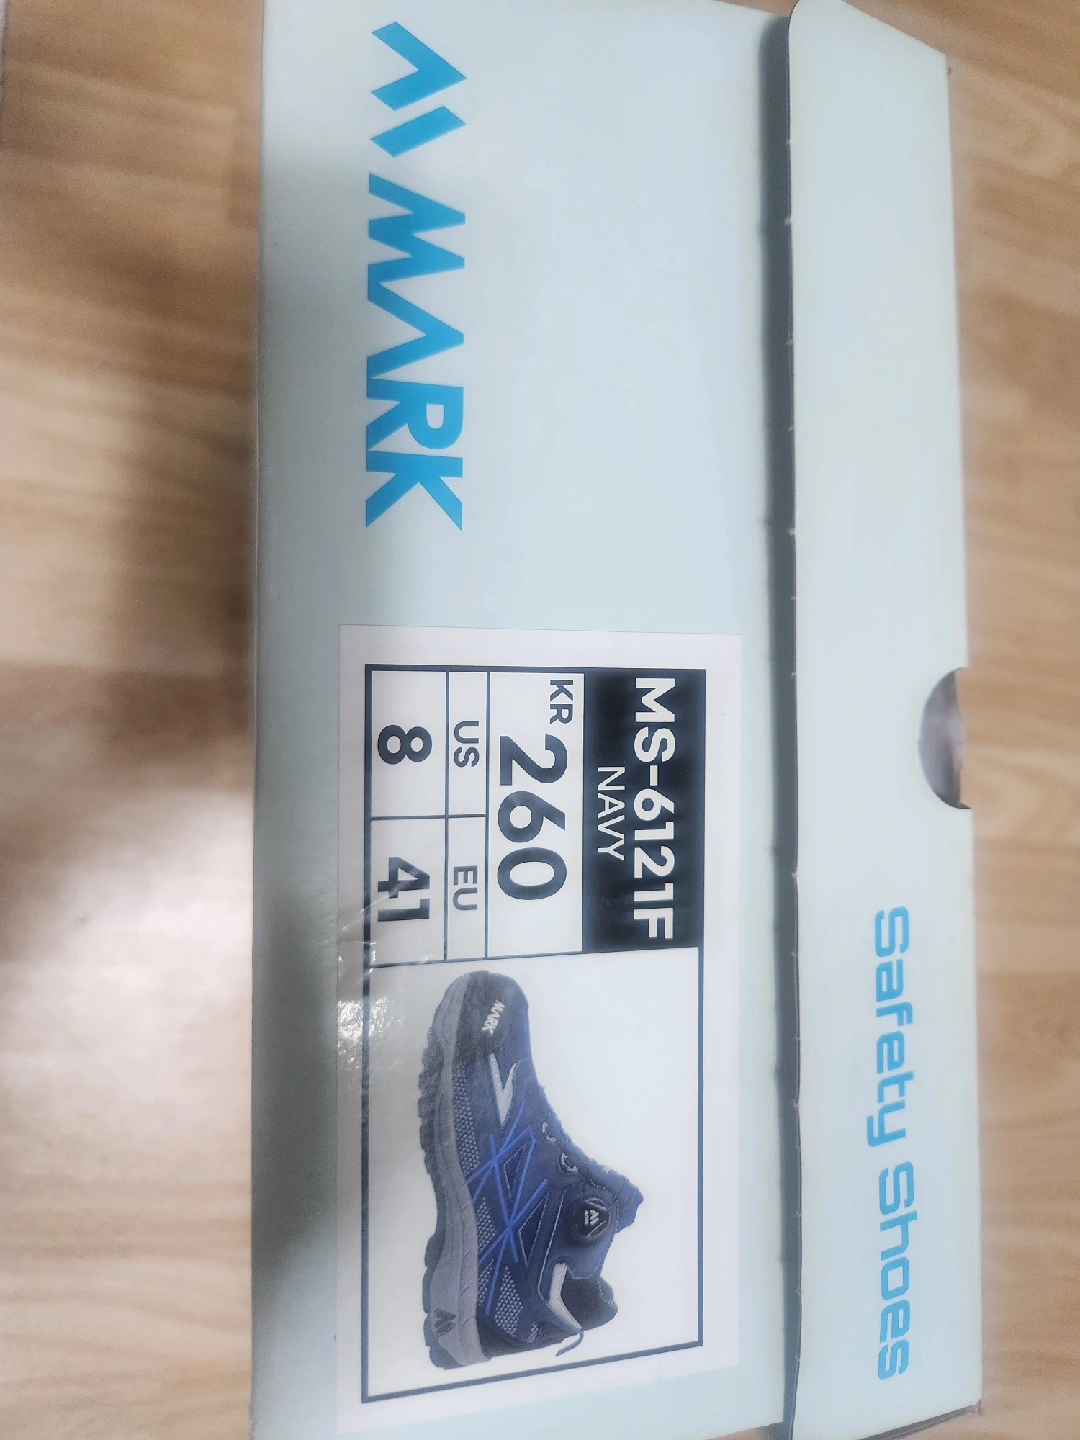 Safety Shoes
MARK
MS-6121F
NAVY
KR 260
US EU
8 41
MARK